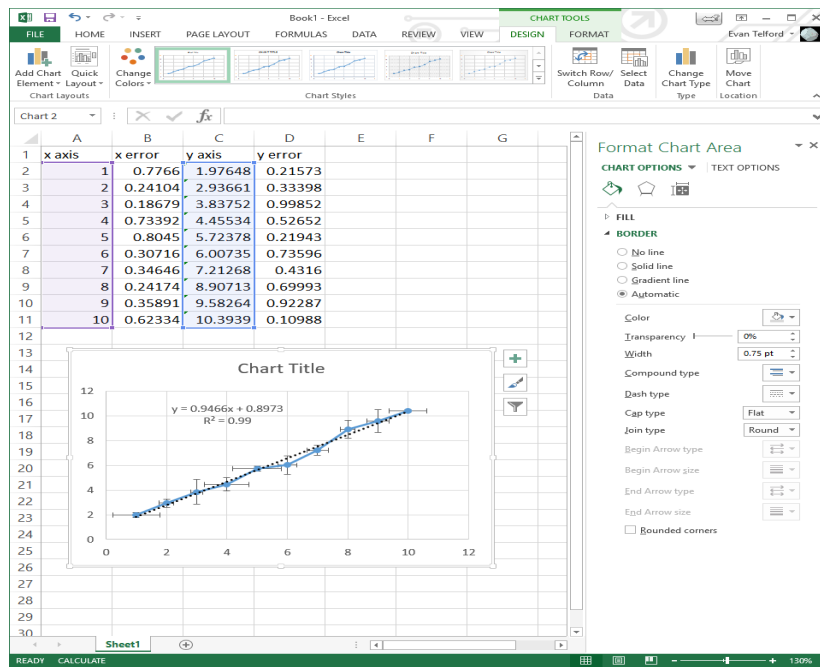 Book1 - Excel
CHART TOOLS
FILE HOME INSERT PAGE LAYOUT FORMULAS DATA REVIEW VIEW DESIGN FORMAT Evan Telford
Add Chart Element Quick Layout Change Colors Switch Row/ Column Select Data Change Chart Type Move Chart
Chart Layouts Chart Styles Data Type Location
Chart 2 fx
A B C D E F G
1 x axis x error y axis y error
2 1 0.7766 1.97648 0.21573
3 2 0.24104 2.93661 0.33398
4 3 0.18679 3.83752 0.99852
5 4 0.73392 4.45534 0.52652
6 5 0.8045 5.72378 0.21943
7 6 0.30716 6.00735 0.73596
8 7 0.34646 7.21268 0.4316
9 8 0.24174 8.90713 0.69993
10 9 0.35891 9.58264 0.92287
11 10 0.62334 10.3939 0.10988
12
13
14
15
16
17
18
19
20
21
22
23
24
25
26
27
28
29
30
Chart Title
y = 0.9466x + 0.8973
R² = 0.99
12
10
8
6
4
2
0
0 2 4 6 8 10 12
Sheet1
READY CALCULATE
130%
Format Chart Area
CHART OPTIONS TEXT OPTIONS
FILL
BORDER
No line
Solid line
Gradient line
Automatic
Color
Transparency 0%
Width 0.75 pt
Compound type
Dash type
Cap type Flat
Join type Round
Begin Arrow type
Begin Arrow size
End Arrow type
End Arrow size
Rounded corners